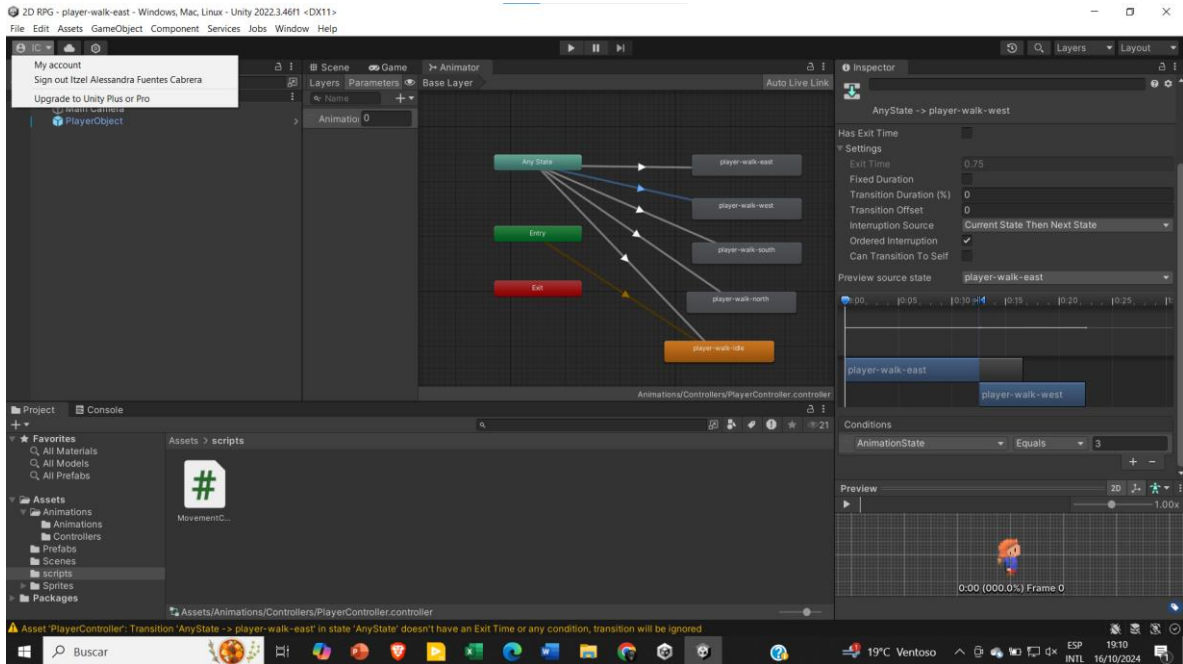 2D RPG - player-walk-east - Windows, Mac, Linux - Unity 2022.3.46f1 <DX11>
File Edit Assets GameObject Component Services Jobs Window Help
IC
Layers Layout
My account
Sign out Itzel Alessandra Fuentes Cabrera
Upgrade to Unity Plus or Pro
Main Camera
PlayerObject
Scene Game Animator
Layers Parameters Base Layer Auto Live Link
Name
Animatio 0
Any State
Entry
Exit
player-walk-east
player-walk-west
player-walk-south
player-walk-north
player-walk-idle
Animations/Controllers/PlayerController.controller
Inspector
AnyState -> player-walk-west
Has Exit Time
Settings
Exit Time 0.75
Fixed Duration
Transition Duration (%) 0
Transition Offset 0
Interruption Source Current State Then Next State
Ordered Interruption
Can Transition To Self
Preview source state player-walk-east
0:05 0:10 0:15 0:20 0:25
player-walk-east
player-walk-west
Conditions
AnimationState Equals 3
Preview 2D
1.00x
0:00 (000.0%) Frame 0
Project Console
21
Favorites
All Materials
All Models
All Prefabs
Assets
Animations
Animations
Controllers
Prefabs
Scenes
scripts
Sprites
Packages
Assets > scripts
MovementC...
Assets/Animations/Controllers/PlayerController.controller
Asset 'PlayerController': Transition 'AnyState -> player-walk-east' in state 'AnyState' doesn't have an Exit Time or any condition, transition will be ignored
Buscar
19°C Ventoso
ESP
INTL
19:10
16/10/2024